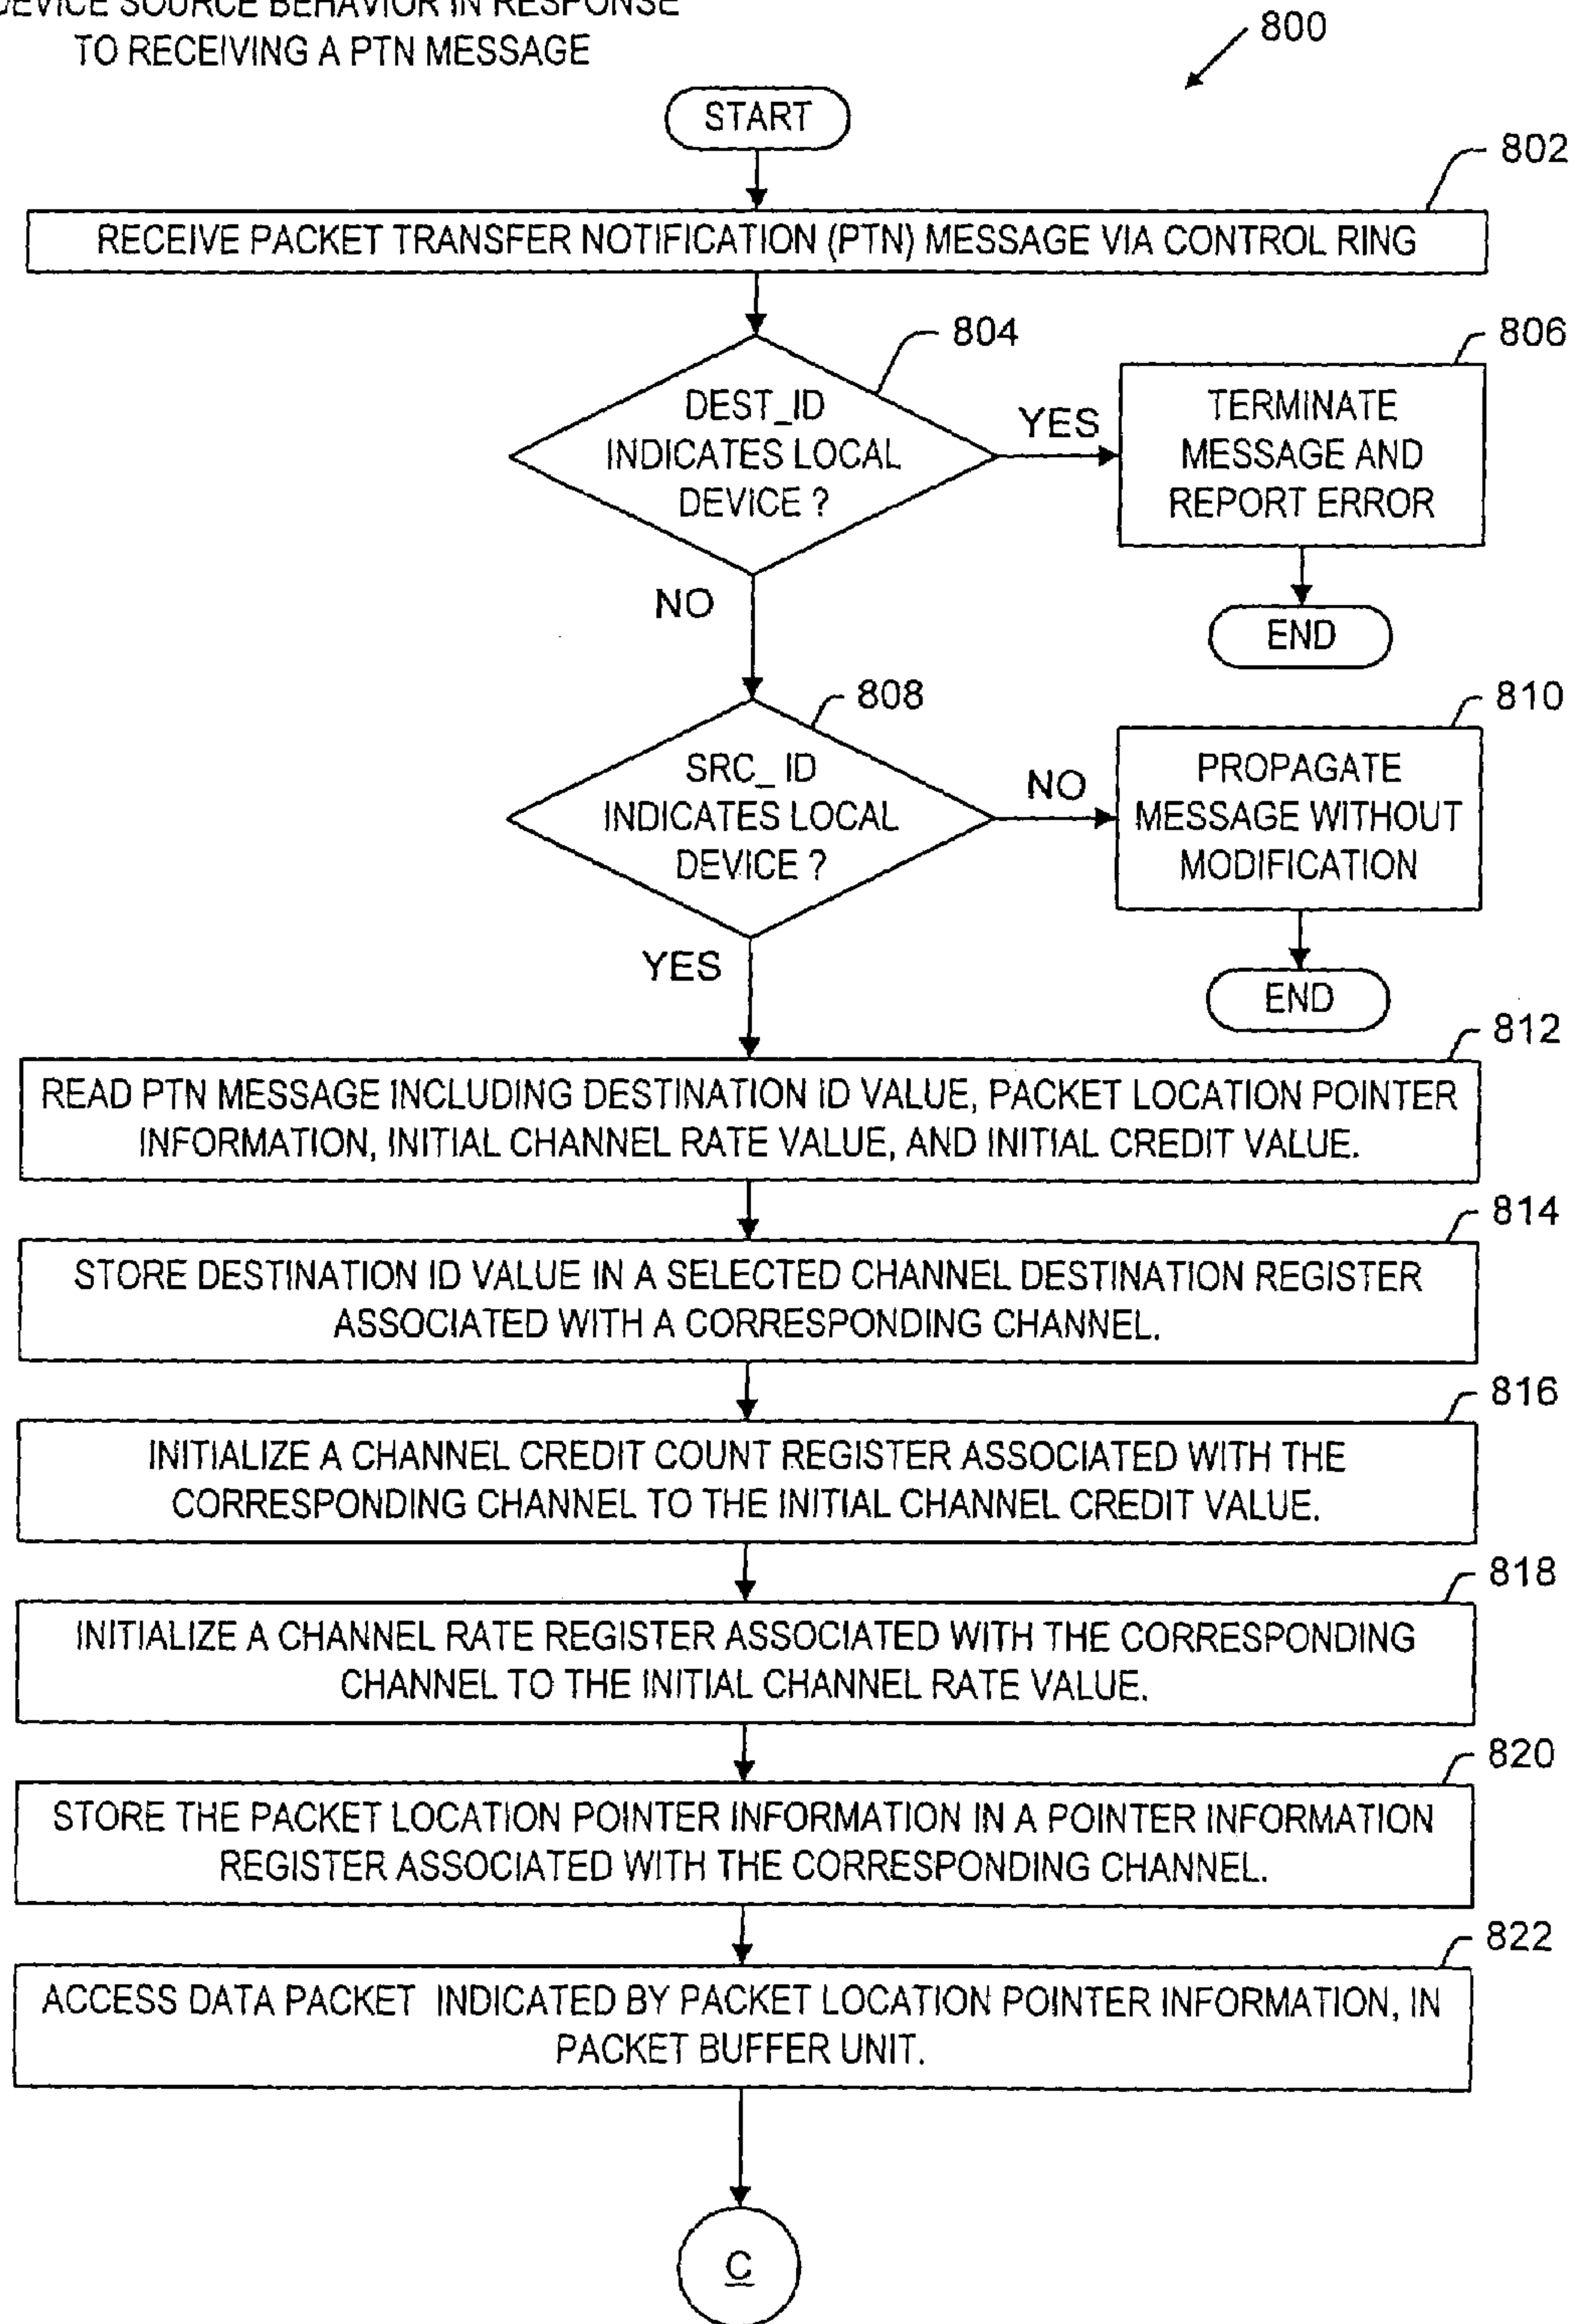 DEVICE SOURCE BEHAVIOR IN RESPONSE
TO RECEIVING A PTN MESSAGE
800
START
802
RECEIVE PACKET TRANSFER NOTIFICATION (PTN) MESSAGE VIA CONTROL RING
804
DEST_ID
INDICATES LOCAL
DEVICE ?
YES
806
TERMINATE
MESSAGE AND
REPORT ERROR
END
NO
808
SRC_ ID
INDICATES LOCAL
DEVICE ?
NO
810
PROPAGATE
MESSAGE WITHOUT
MODIFICATION
END
YES
812
READ PTN MESSAGE INCLUDING DESTINATION ID VALUE, PACKET LOCATION POINTER
INFORMATION, INITIAL CHANNEL RATE VALUE, AND INITIAL CREDIT VALUE.
814
STORE DESTINATION ID VALUE IN A SELECTED CHANNEL DESTINATION REGISTER
ASSOCIATED WITH A CORRESPONDING CHANNEL.
816
INITIALIZE A CHANNEL CREDIT COUNT REGISTER ASSOCIATED WITH THE
CORRESPONDING CHANNEL TO THE INITIAL CHANNEL CREDIT VALUE.
818
INITIALIZE A CHANNEL RATE REGISTER ASSOCIATED WITH THE CORRESPONDING
CHANNEL TO THE INITIAL CHANNEL RATE VALUE.
820
STORE THE PACKET LOCATION POINTER INFORMATION IN A POINTER INFORMATION
REGISTER ASSOCIATED WITH THE CORRESPONDING CHANNEL.
822
ACCESS DATA PACKET INDICATED BY PACKET LOCATION POINTER INFORMATION, IN
PACKET BUFFER UNIT.
C